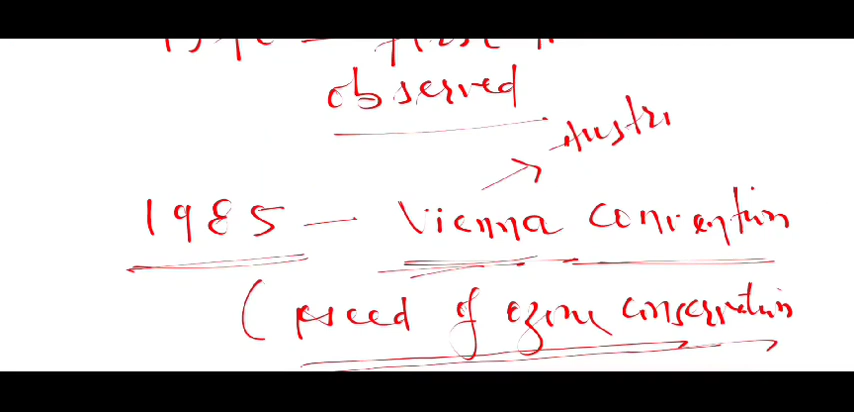 observed
Austri
1985 - Vienna Convention
( of ozone conservation